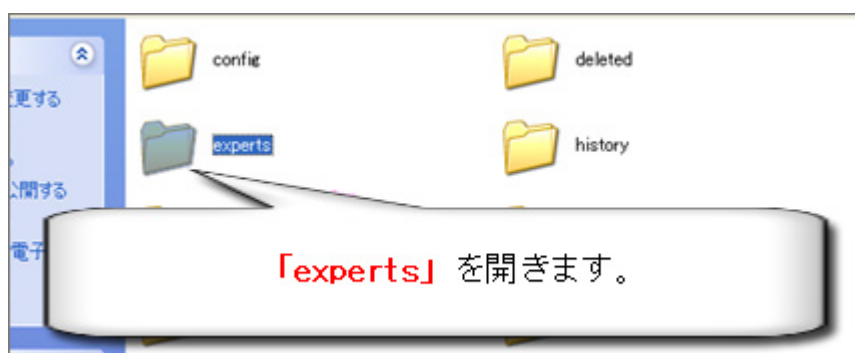 config
deleted
更する
experts
history
公開する
電子
「experts」を開きます。